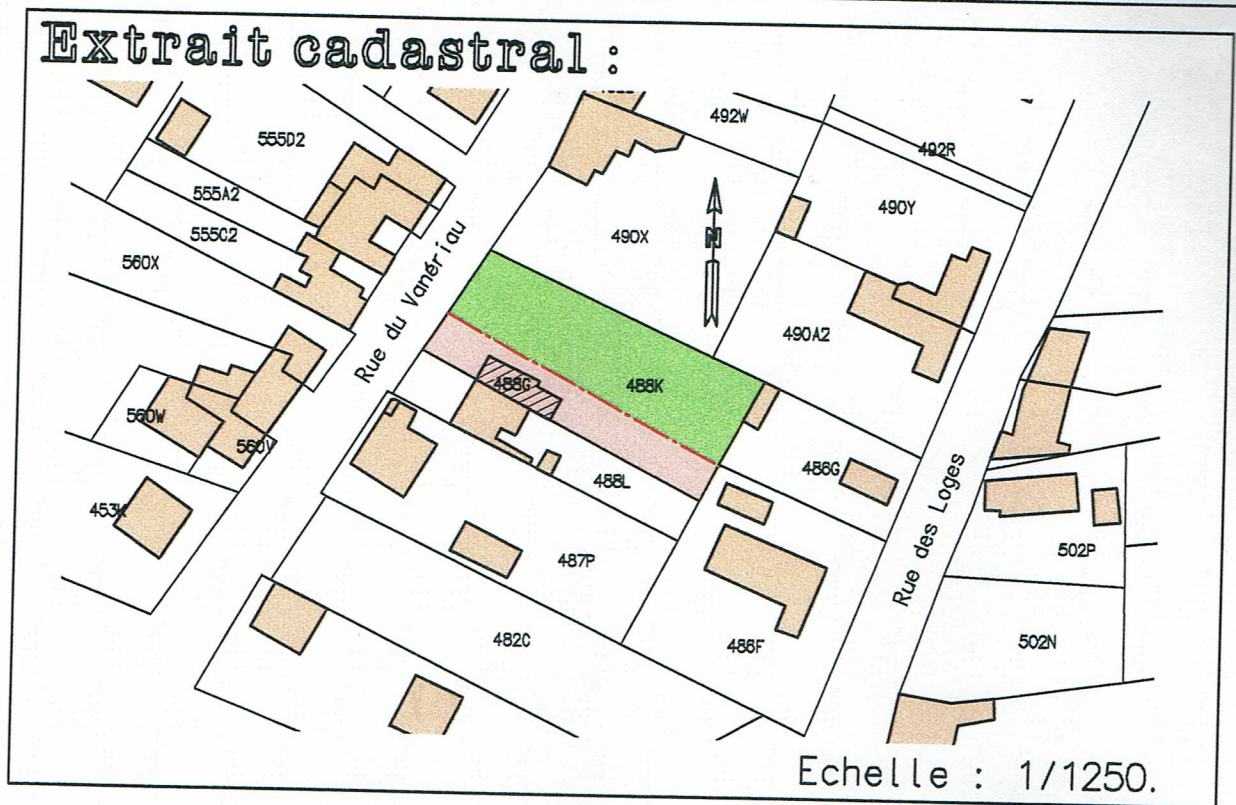 Extrait cadastral :
492W
492R
555D2
555A2
490Y
555C2
490X
N
560X
Rue du Vanériau
490A2
488G
488K
560W
560V
486G
488L
453K
Rue des Loges
487P
502P
482C
486F
502N
Echelle : 1/1250.